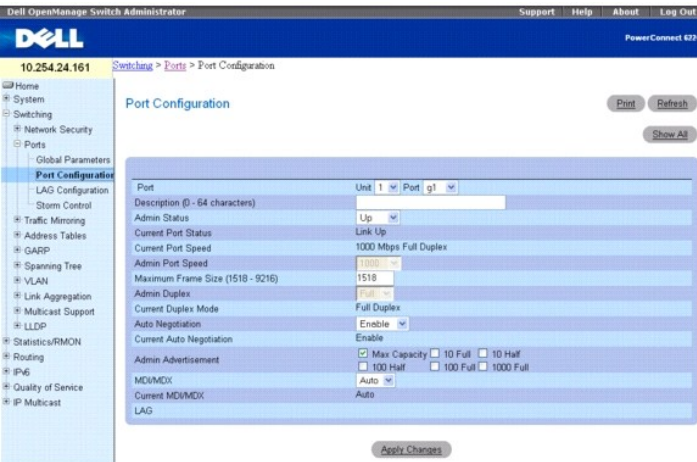 Dell OpenManage Switch Administrator
Support Help About Log Out
DELL
PowerConnect 622
10.254.24.161
Switching > Ports > Port Configuration
Home
System
Switching
Network Security
Ports
Global Parameters
Port Configuration
LAG Configuration
Storm Control
Traffic Mirroring
Address Tables
GARP
Spanning Tree
VLAN
Link Aggregation
Multicast Support
LLDP
Statistics/RMON
Routing
IPv6
Quality of Service
IP Multicast
Port Configuration
Print Refresh
Show All
Port Unit 1 Port g1
Description (0 - 64 characters)
Admin Status Up
Current Port Status Link Up
Current Port Speed 1000 Mbps Full Duplex
Admin Port Speed 1000
Maximum Frame Size (1518 - 9216) 1518
Admin Duplex Full
Current Duplex Mode Full Duplex
Auto Negotiation Enable
Current Auto Negotiation Enable
Admin Advertisement Max Capacity 10 Full 10 Half
100 Half 100 Full 1000 Full
MDI/MDX Auto
Current MDI/MDX Auto
LAG
Apply Changes